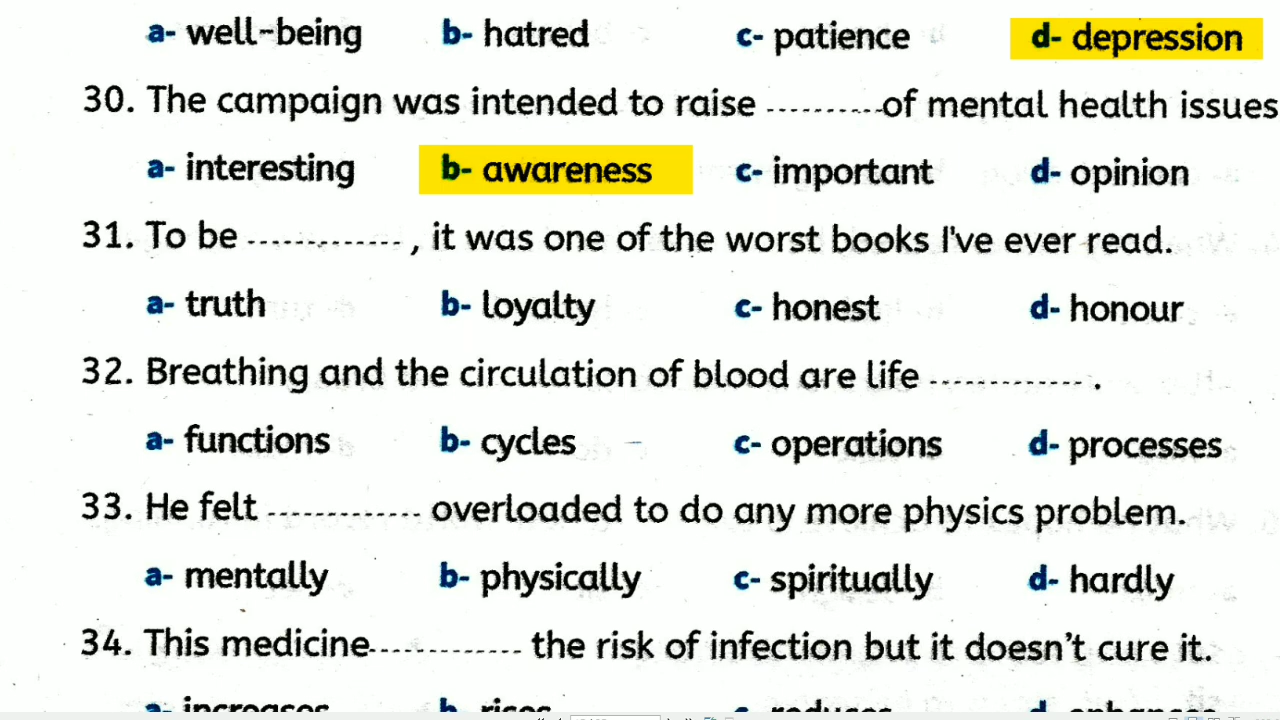 a- well-being b- hatred c- patience d- depression
30. The campaign was intended to raise ..........of mental health issues
a- interesting b- awareness c- important d- opinion
31. To be ............. , it was one of the worst books I've ever read.
a- truth b- loyalty c- honest d- honour
32. Breathing and the circulation of blood are life ............. .
a- functions b- cycles c- operations d- processes
33. He felt ............. overloaded to do any more physics problem.
a- mentally b- physically c- spiritually d- hardly
34. This medicine............. the risk of infection but it doesn't cure it.
a- increases b- rises c- reduces d- enhances